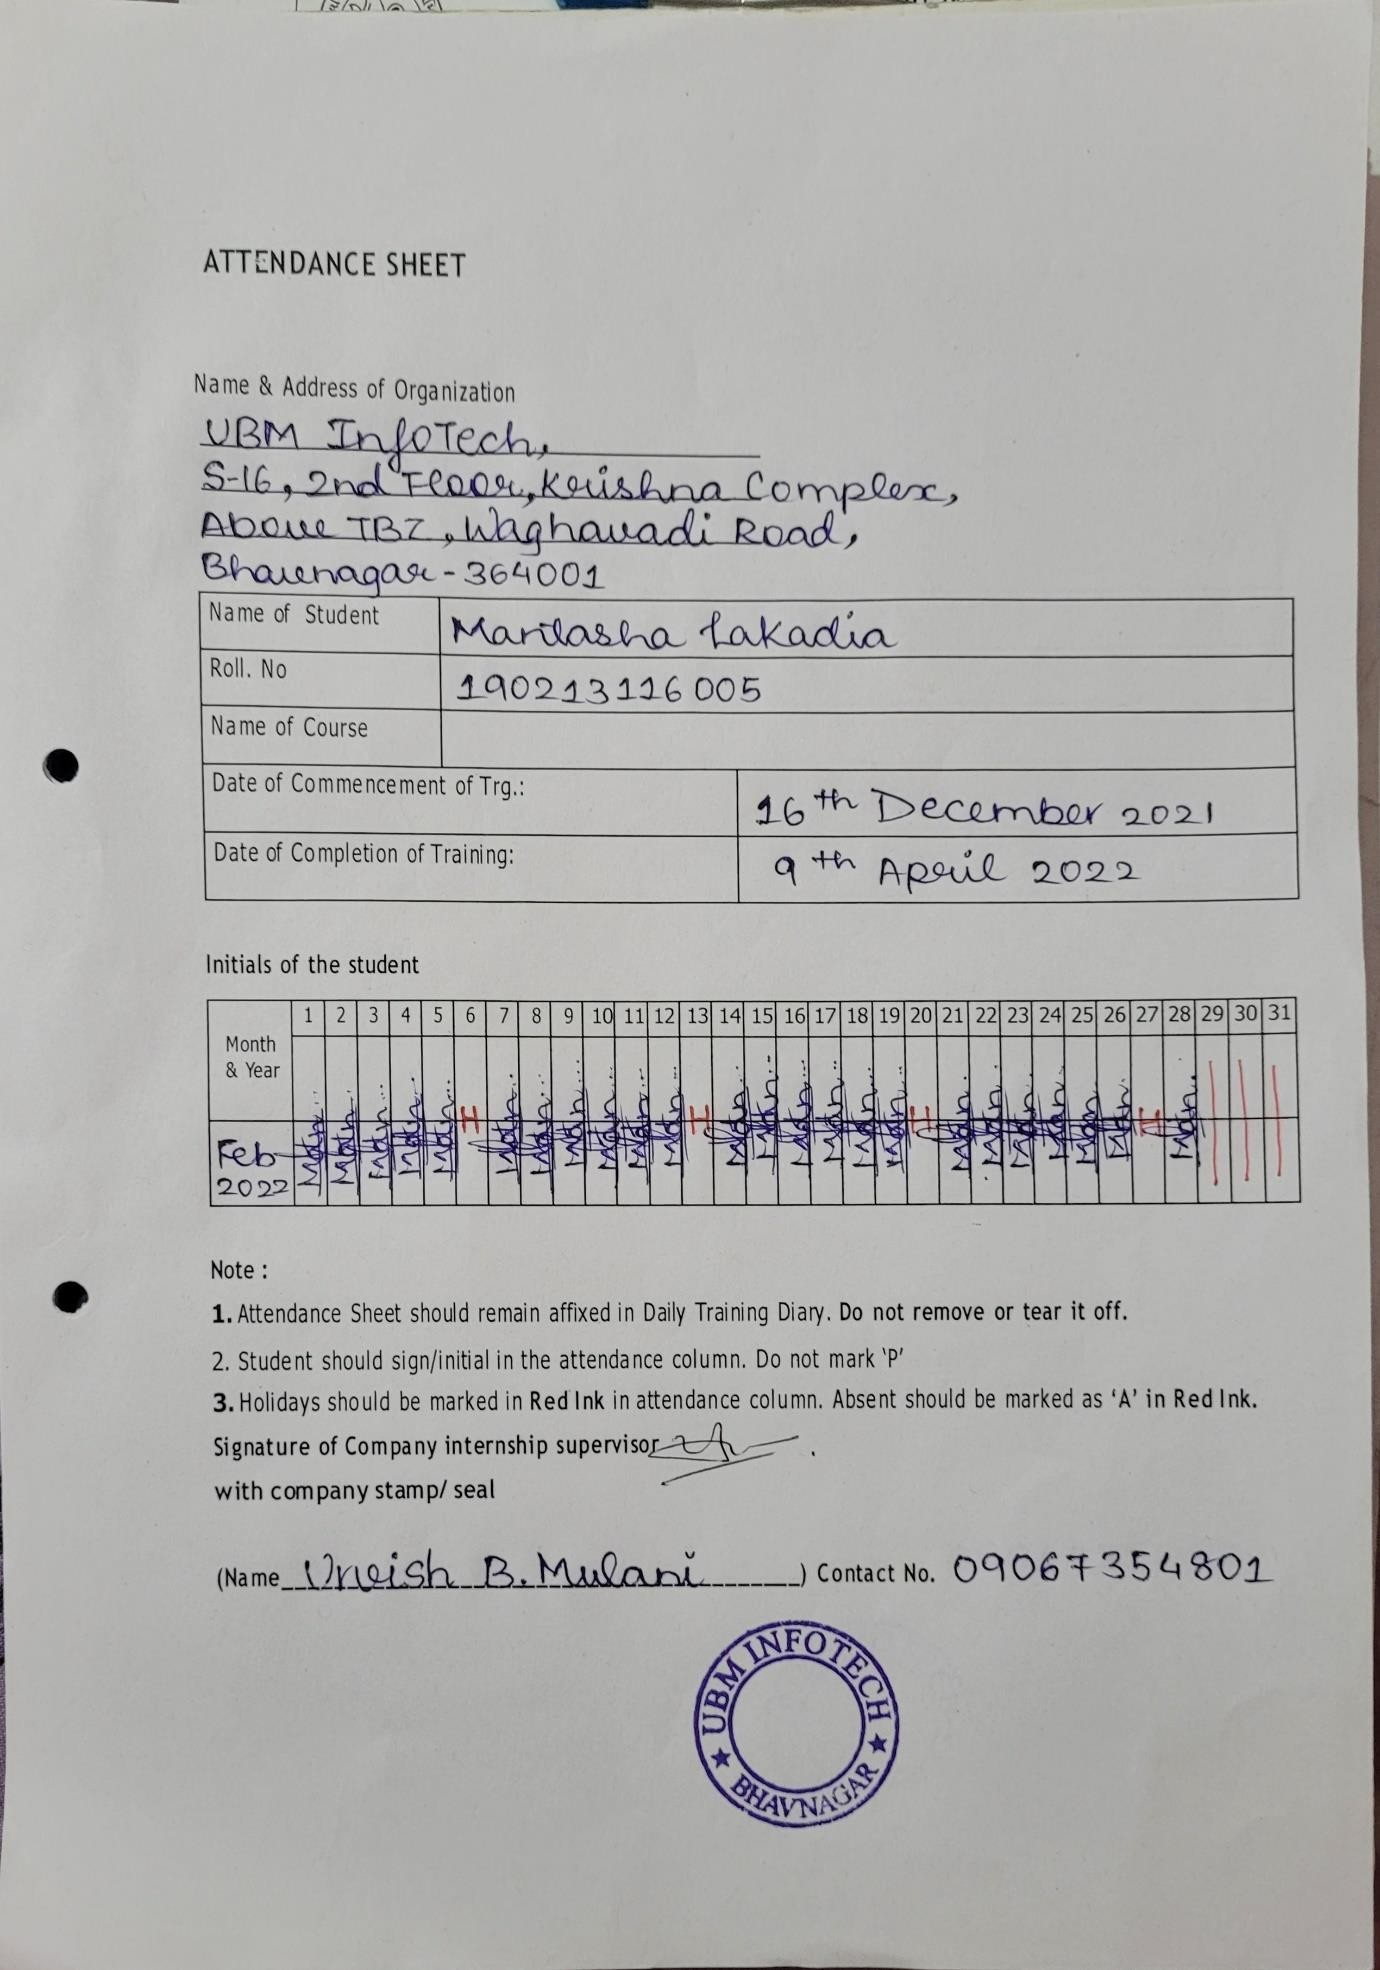 ATTENDANCE SHEET
Name & Address of Organization
UBM InfoTech,
S-16, 2nd Floor, Krishna Complex,
Above TBZ, Waghawadi Road,
Bhavnagar - 364001
Name of Student Manlasha Lakadia
Roll. No 190213116005
Name of Course
Date of Commencement of Trg.: 16th December 2021
Date of Completion of Training: 9th April 2022
Initials of the student
Month & Year 1 2 3 4 5 6 7 8 9 10 11 12 13 14 15 16 17 18 19 20 21 22 23 24 25 26 27 28 29 30 31
Feb 2022 H H H H
Note :
1. Attendance Sheet should remain affixed in Daily Training Diary. Do not remove or tear it off.
2. Student should sign/initial in the attendance column. Do not mark ‘P’
3. Holidays should be marked in Red Ink in attendance column. Absent should be marked as ‘A’ in Red Ink.
Signature of Company internship supervisor
with company stamp/ seal
(Name Urvish B. Mulani ) Contact No. 09067354801
UBM INFOTECH
BHAVNAGAR